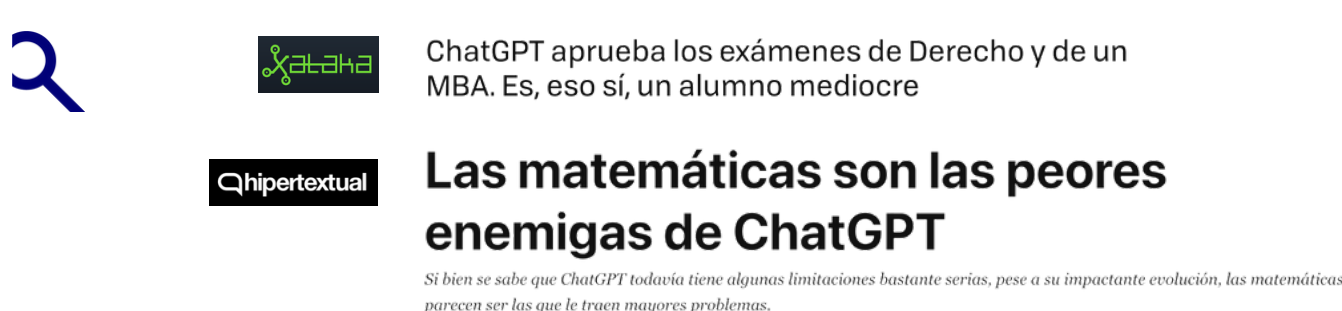 xataka
ChatGPT aprueba los exámenes de Derecho y de un
MBA. Es, eso sí, un alumno mediocre
hipertextual
Las matemáticas son las peores
enemigas de ChatGPT
Si bien se sabe que ChatGPT todavía tiene algunas limitaciones bastante serias, pese a su impactante evolución, las matemáticas
parecen ser las que le traen mayores problemas.